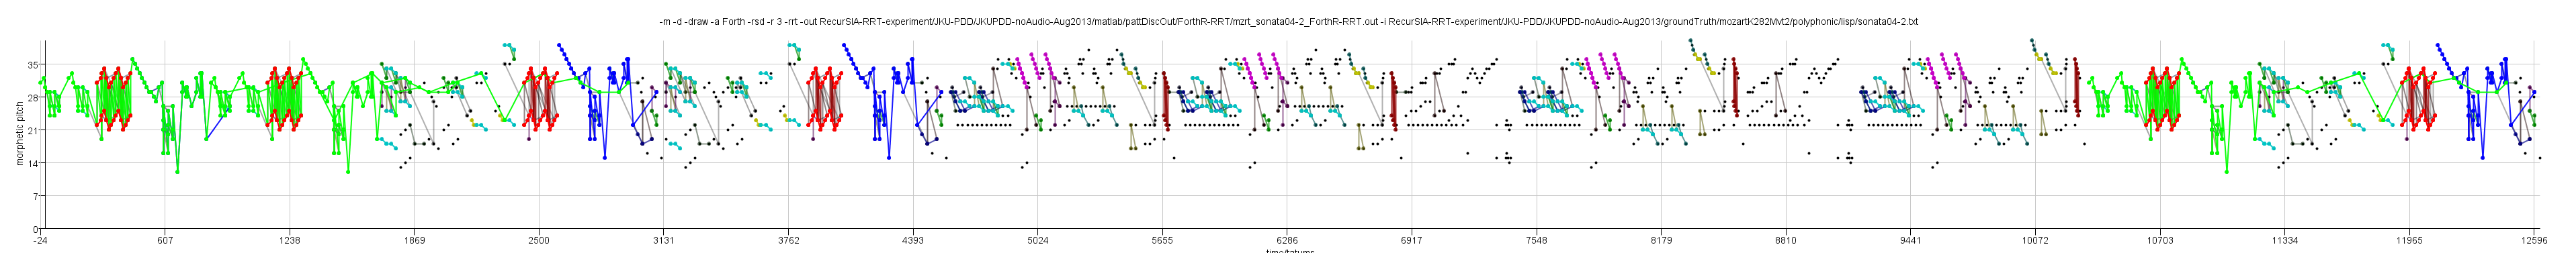 -m -d -draw -a Forth -rsd -r 3 -rrt -out RecurSIA-RRT-experiment/JKU-PDD/JKUPDD-noAudio-Aug2013/matlab/pattDiscOut/ForthR-RRT/mzrt_sonata04-2_ForthR-RRT.out -i RecurSIA-RRT-experiment/JKU-PDD/JKUPDD-noAudio-Aug2013/groundTruth/mozartK282Mvt2/polyphonic/lisp/sonata04-2.txt
morphetic pitch
35
28
21
14
7
0
-24 607 1238 1869 2500 3131 3762 4393 5024 5655 6286 6917 7548 8179 8810 9441 10072 10703 11334 11965 12596
time/tatums